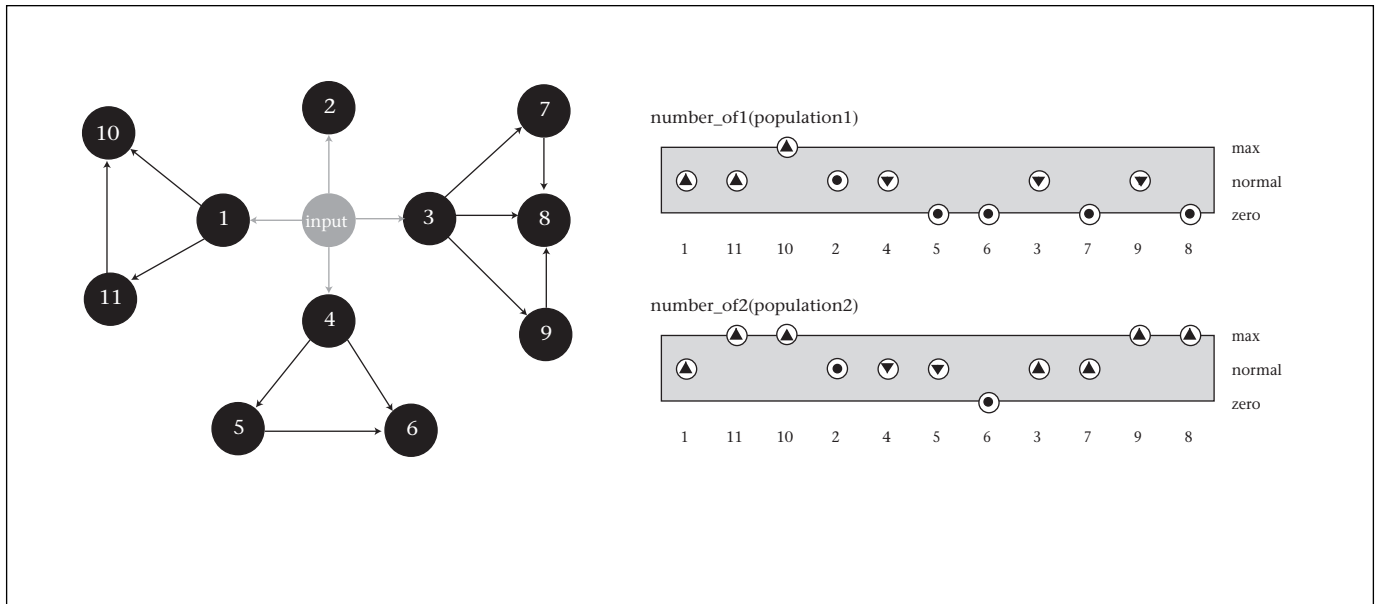 2
7
10
1
input
3
8
11
4
9
5
6
number_of1(population1)
max
normal
zero
1 11 10 2 4 5 6 3 7 9 8
number_of2(population2)
max
normal
zero
1 11 10 2 4 5 6 3 7 9 8